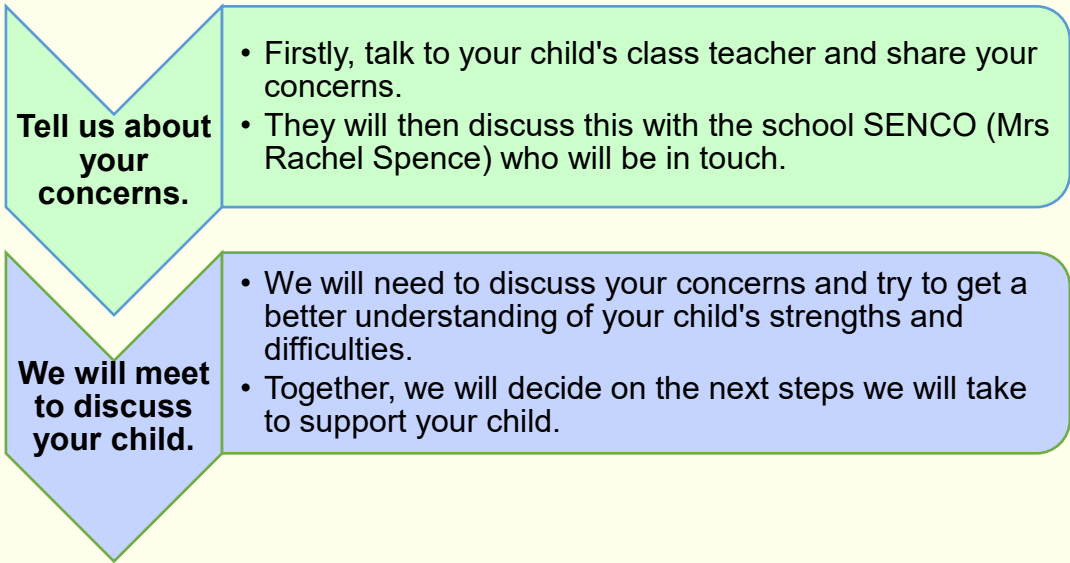 Tell us about
your
concerns.
• Firstly, talk to your child's class teacher and share your
concerns.
• They will then discuss this with the school SENCO (Mrs
Rachel Spence) who will be in touch.
We will meet
to discuss
your child.
• We will need to discuss your concerns and try to get a
better understanding of your child's strengths and
difficulties.
• Together, we will decide on the next steps we will take
to support your child.